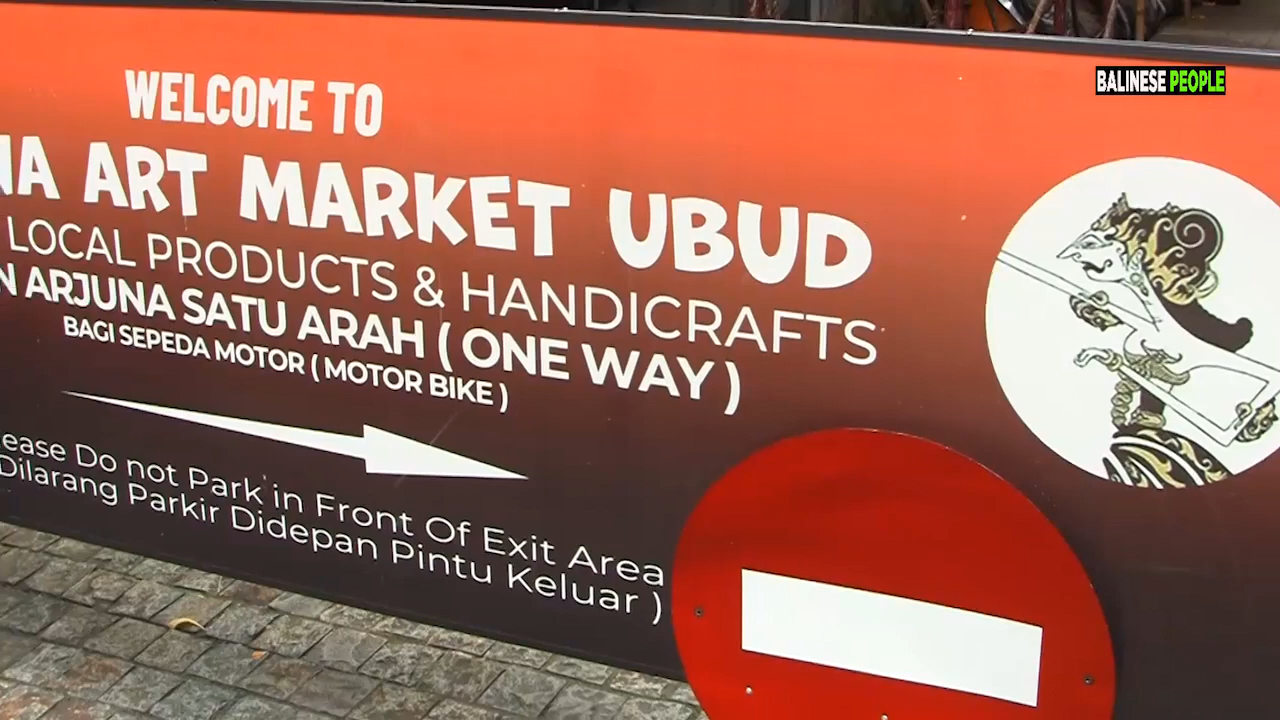 BALINESE PEOPLE
WELCOME TO
NA ART MARKET UBUD
LOCAL PRODUCTS & HANDICRAFTS
N ARJUNA SATU ARAH ( ONE WAY )
BAGI SEPEDA MOTOR ( MOTOR BIKE )
ease Do not Park in Front Of Exit Area
Dilarang Parkir Didepan Pintu Keluar )